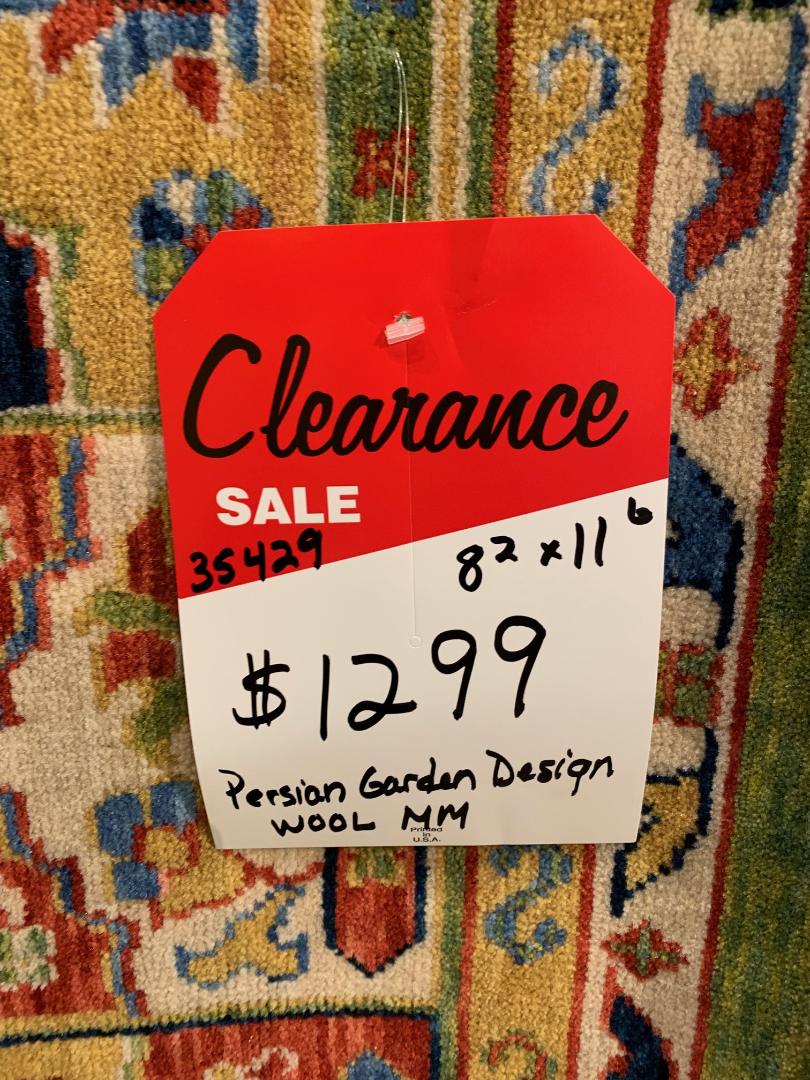 Clearance
SALE
35429 8² x 11⁶
$1299
Persian Garden Design
WOOL MM
Printed
in
U.S.A.